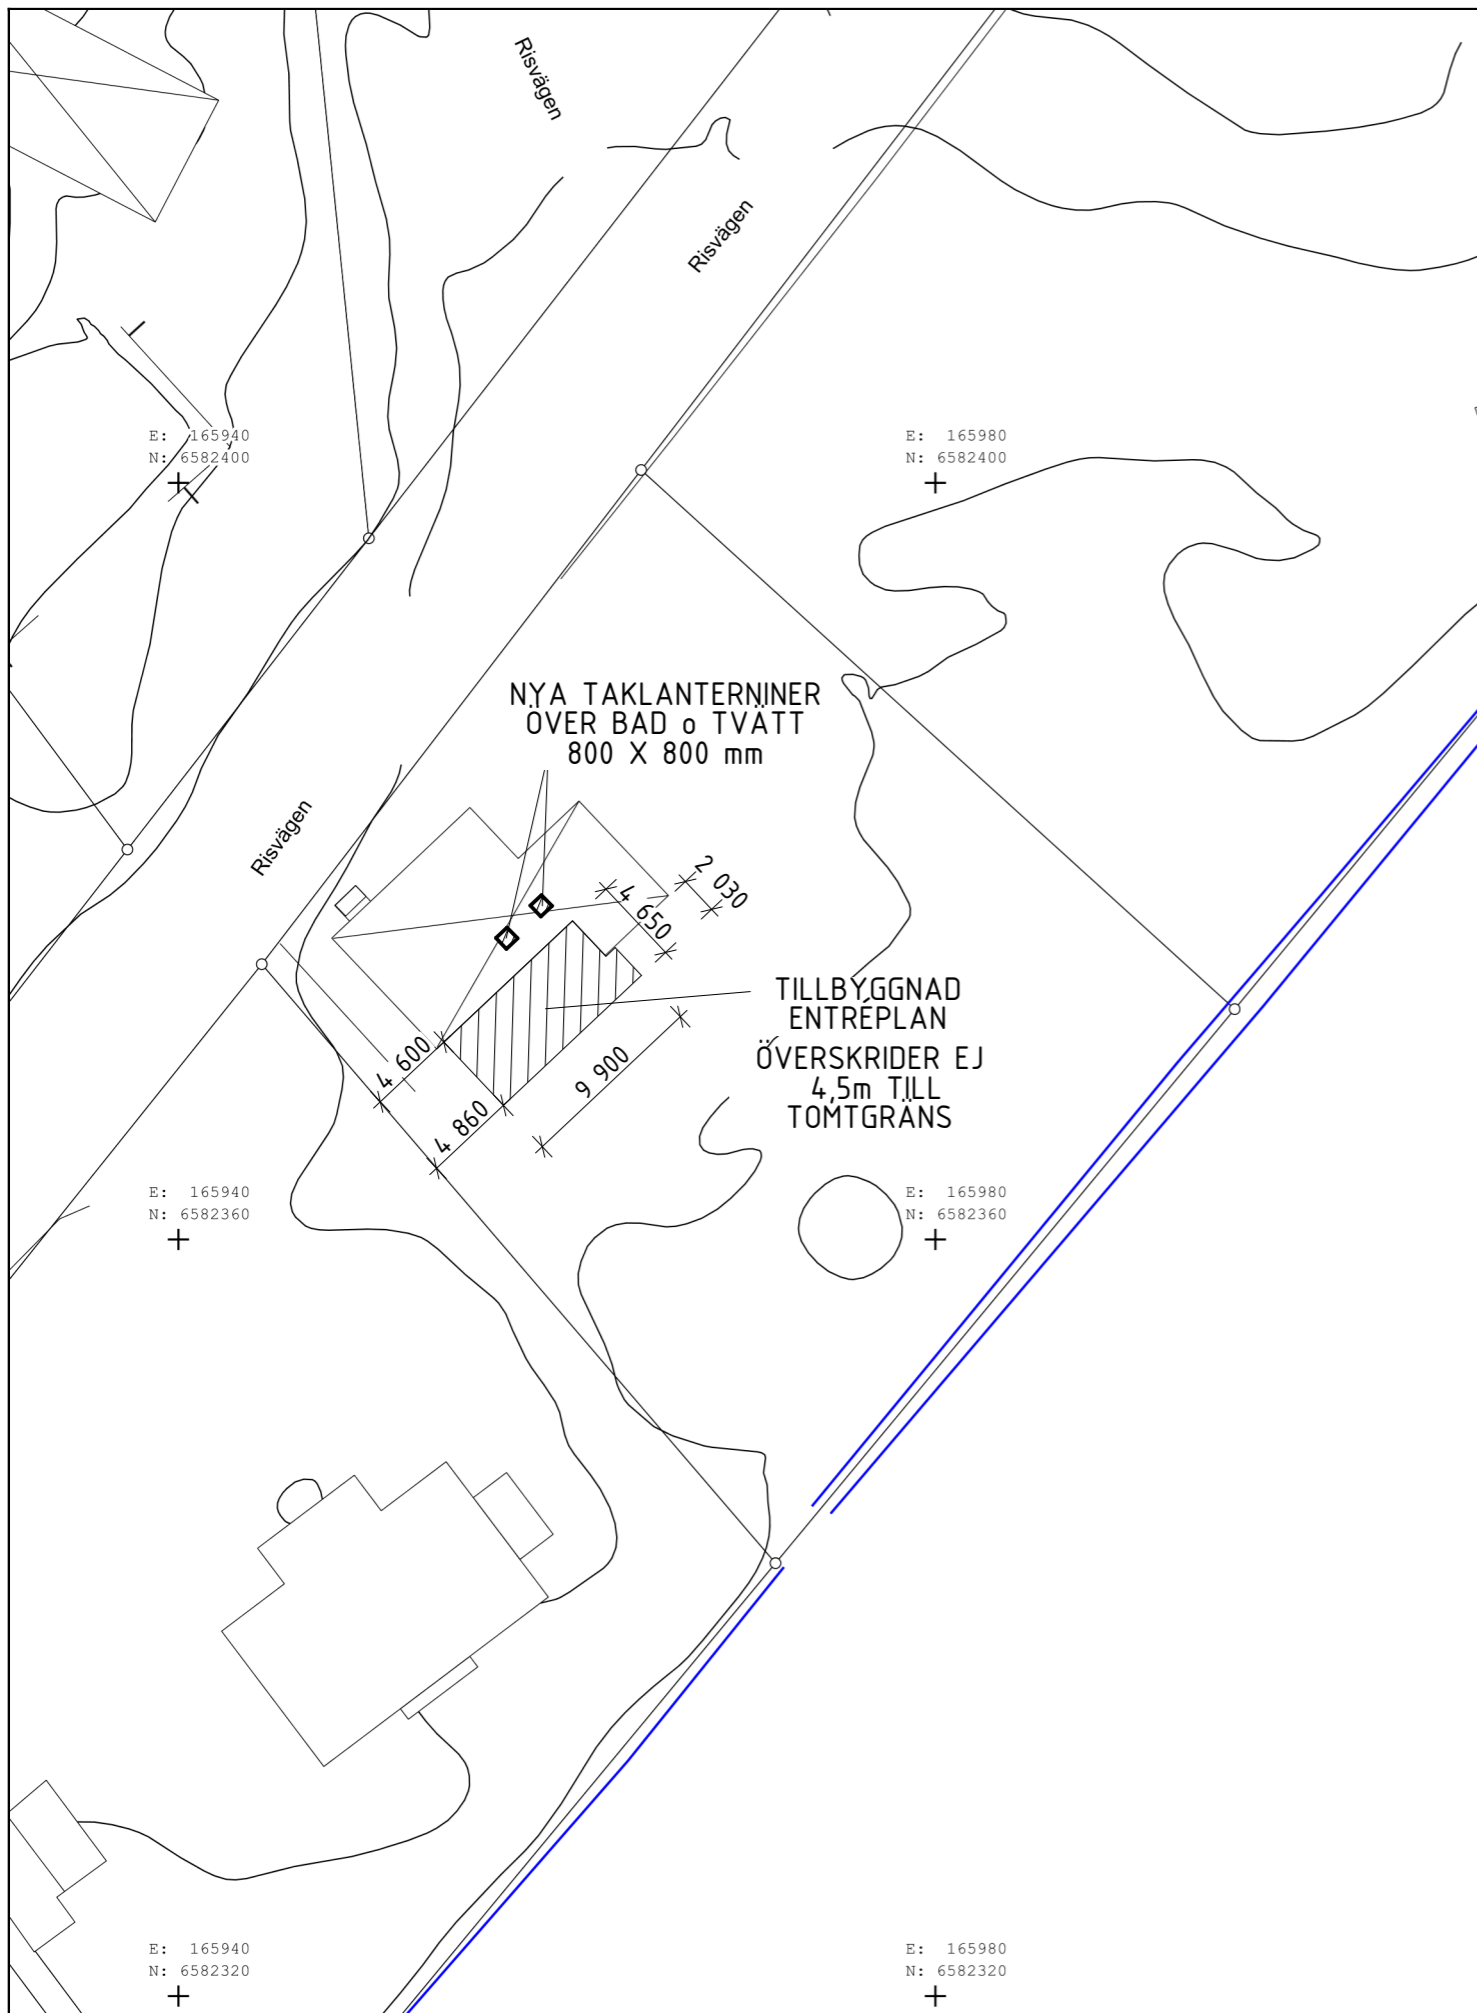 Risvägen
Risvägen
E: 165940
N: 6582400
E: 165980
N: 6582400
NYA TAKLANTERNINER
ÖVER BAD o TVÄTT
800 X 800 mm
Risvägen
2 030
4 650
TILLBYGGNAD
ENTRÉPLAN
ÖVERSKRIDER EJ
4,5m TILL
TOMTGRÄNS
4 600
9 900
4 860
E: 165940
N: 6582360
E: 165980
N: 6582360
E: 165940
N: 6582320
E: 165980
N: 6582320